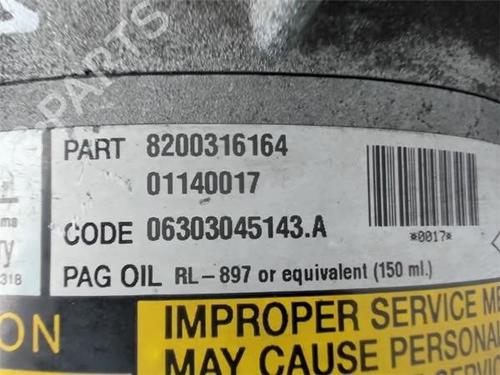 PARTS
PART 8200316164
01140017
CODE 06303045143.A
*0017*
PAG OIL RL-897 or equivalent (150 ml.)
318
ON
IMPROPER SERVICE ME
MAY CAUSE PERSONAL